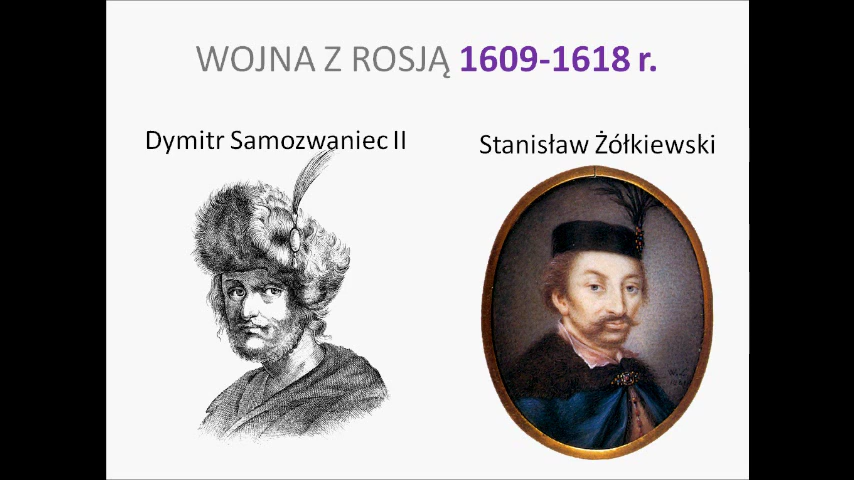 WOJNA Z ROSJĄ 1609-1618 r.
Dymitr Samozwaniec II
Stanisław Żółkiewski